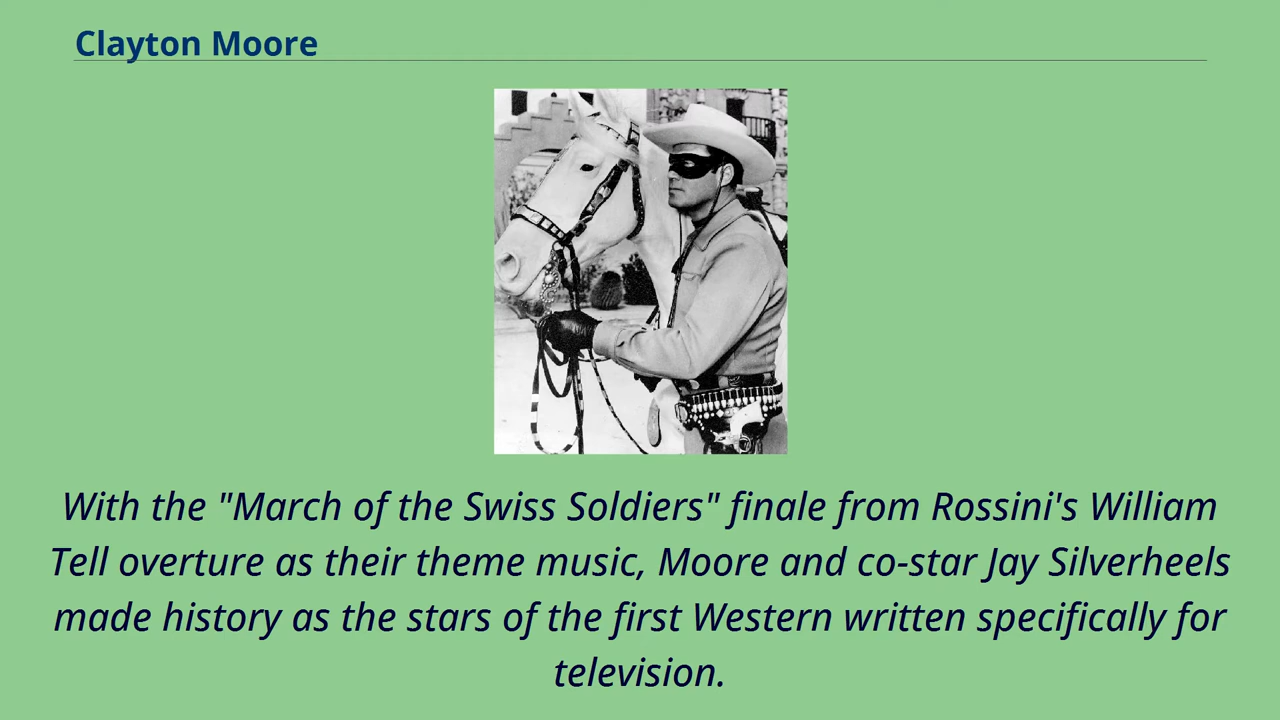 Clayton Moore
With the "March of the Swiss Soldiers" finale from Rossini's William
Tell overture as their theme music, Moore and co-star Jay Silverheels
made history as the stars of the first Western written specifically for
television.